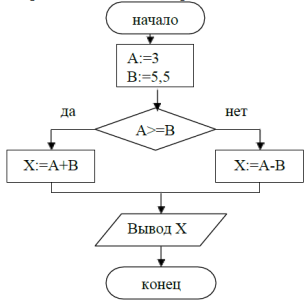 начало
A:=3
B:=5,5
да
нет
A>=B
X:=A+B
X:=A-B
Вывод X
конец